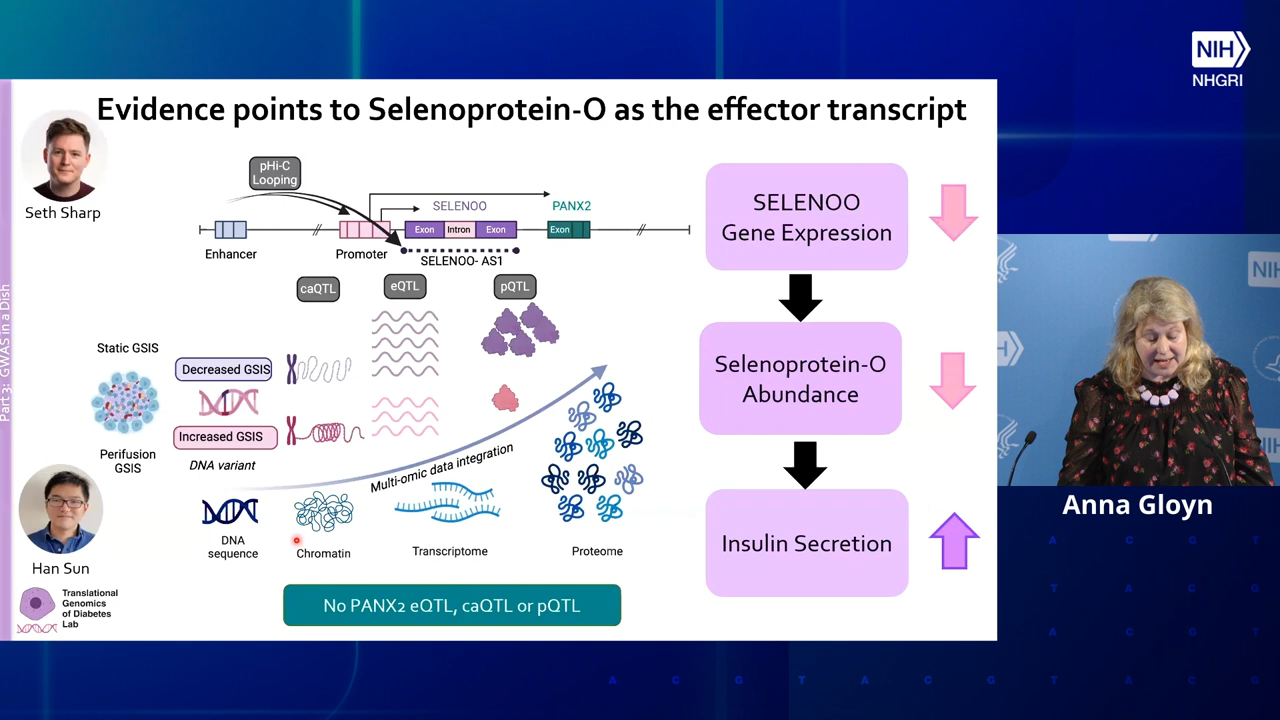 NIH
NHGRI
Evidence points to Selenoprotein-O as the effector transcript
Seth Sharp
pHi-C
Looping
SELENOO
PANX2
Exon
Intron
Exon
Exon
Enhancer
Promoter
SELENOO- AS1
caQTL
eQTL
pQTL
Part 3: GWAS in a Dish
Static GSIS
Decreased GSIS
Increased GSIS
Perifusion
GSIS
DNA variant
Multi-omic data integration
DNA
sequence
Chromatin
Transcriptome
Proteome
Han Sun
Translational
Genomics
of Diabetes
Lab
No PANX2 eQTL, caQTL or pQTL
SELENOO
Gene Expression
Selenoprotein-O
Abundance
Insulin Secretion
NIH
Anna Gloyn
A C G T
T A C G
A C G T
A C G T A C G T A C G